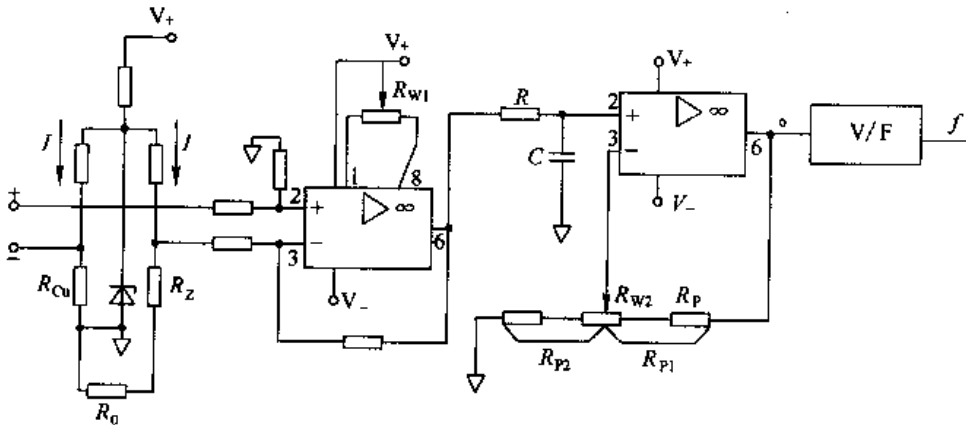 V+
I
I
+
−
RCu
RZ
R0
V+
RW1
1
8
2
+
▷ ∞
3
−
6
V−
R
C
V+
2
+
▷ ∞
3
−
6
V−
RW2
RP
RP2
RP1
V/F
f